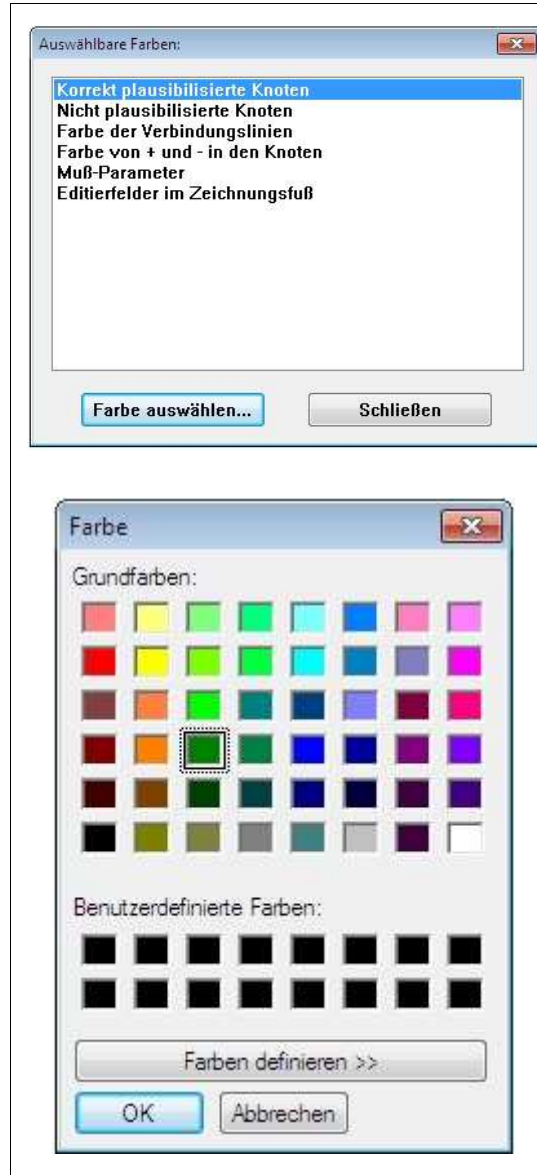 Auswählbare Farben:
Korrekt plausibilisierte Knoten
Nicht plausibilisierte Knoten
Farbe der Verbindungslinien
Farbe von + und - in den Knoten
Muß-Parameter
Editierfelder im Zeichnungsfuß
Farbe auswählen... Schließen
Farbe
Grundfarben:
Benutzerdefinierte Farben:
Farben definieren >>
OK Abbrechen